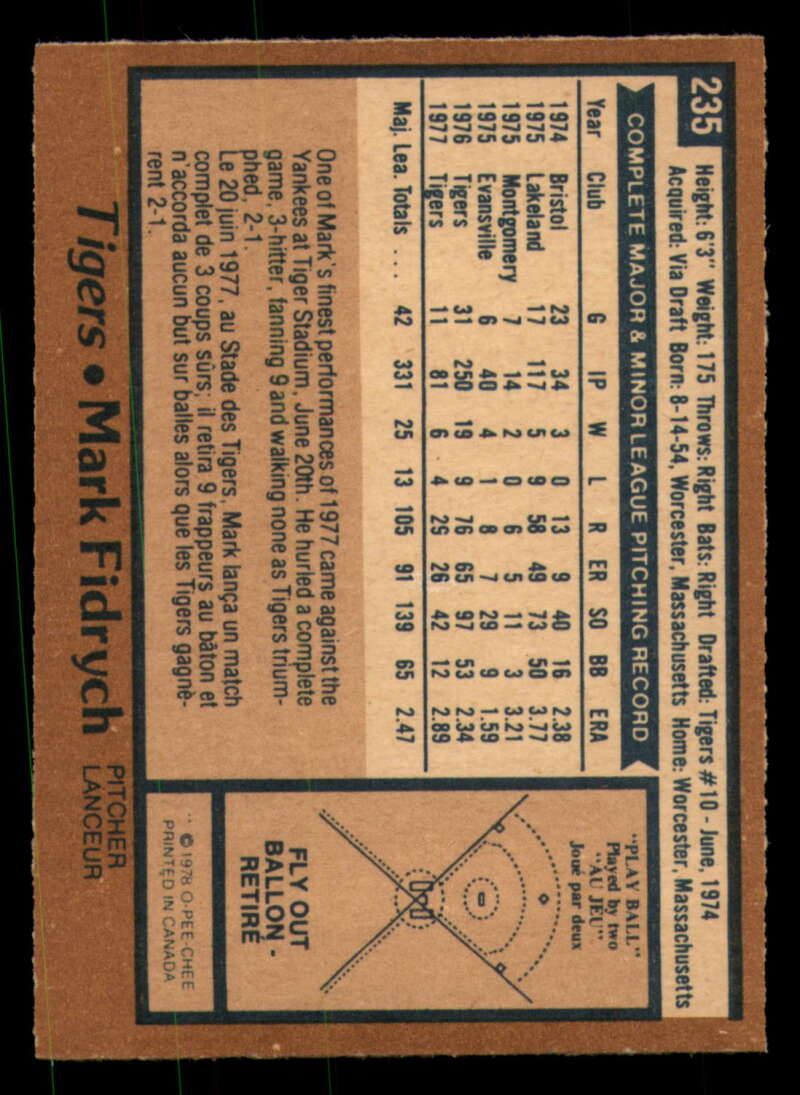 235
Height: 6'3" Weight: 175 Throws: Right Bats: Right Drafted: Tigers #10 - June, 1974
Acquired: Via Draft Born: 8-14-54, Worcester, Massachusetts Home: Worcester, Massachusetts
COMPLETE MAJOR & MINOR LEAGUE PITCHING RECORD
Year Club G IP W L R ER SO BB ERA
1974 Bristol 23 34 3 0 13 9 40 16 2.38
1975 Lakeland 17 117 5 9 58 49 73 50 3.77
1975 Montgomery 7 14 2 0 6 5 11 3 3.21
1975 Evansville 6 40 4 1 8 7 29 9 1.59
1976 Tigers 31 250 19 9 76 65 97 53 2.34
1977 Tigers 11 81 6 4 29 26 42 12 2.89
Maj. Lea. Totals .... 42 331 25 13 105 91 139 65 2.47
One of Mark's finest performances of 1977 came against the
Yankees at Tiger Stadium, June 20th. He hurled a complete
game, 3-hitter, fanning 9 and walking none as Tigers trium-
phed, 2-1.
Le 20 juin 1977, au Stade des Tigers, Mark lança un match
complet de 3 coups sûrs; il retira 9 frappeurs au bâton et
n'accorda aucun but sur balles alors que les Tigers gagnè-
rent 2-1.
"PLAY BALL"
Played by two
"AU JEU"
Joué par deux
FLY OUT
BALLON -
RETIRÉ
** © 1978 O-PEE-CHEE
PRINTED IN CANADA
Tigers • Mark Fidrych
PITCHER
LANCEUR